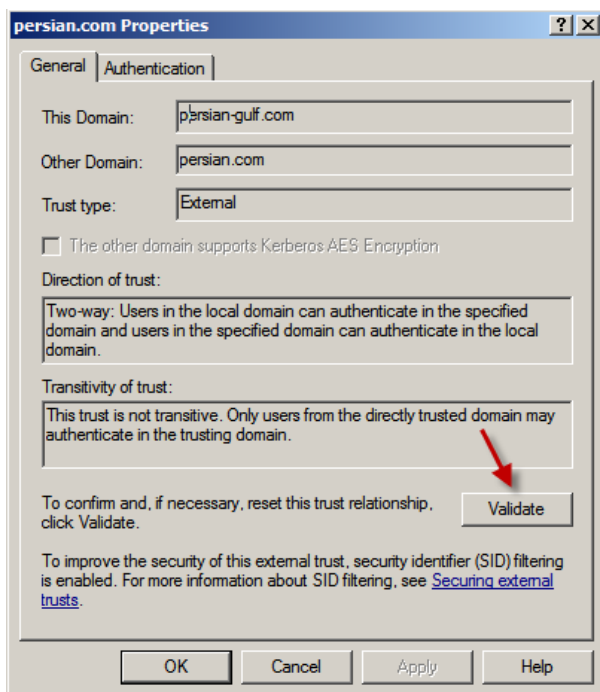 persian.com Properties
General Authentication
This Domain: persian-gulf.com
Other Domain: persian.com
Trust type: External
The other domain supports Kerberos AES Encryption
Direction of trust:
Two-way: Users in the local domain can authenticate in the specified
domain and users in the specified domain can authenticate in the local
domain.
Transitivity of trust:
This trust is not transitive. Only users from the directly trusted domain may
authenticate in the trusting domain.
To confirm and, if necessary, reset this trust relationship,
click Validate.
Validate
To improve the security of this external trust, security identifier (SID) filtering
is enabled. For more information about SID filtering, see Securing external
trusts.
OK Cancel Apply Help